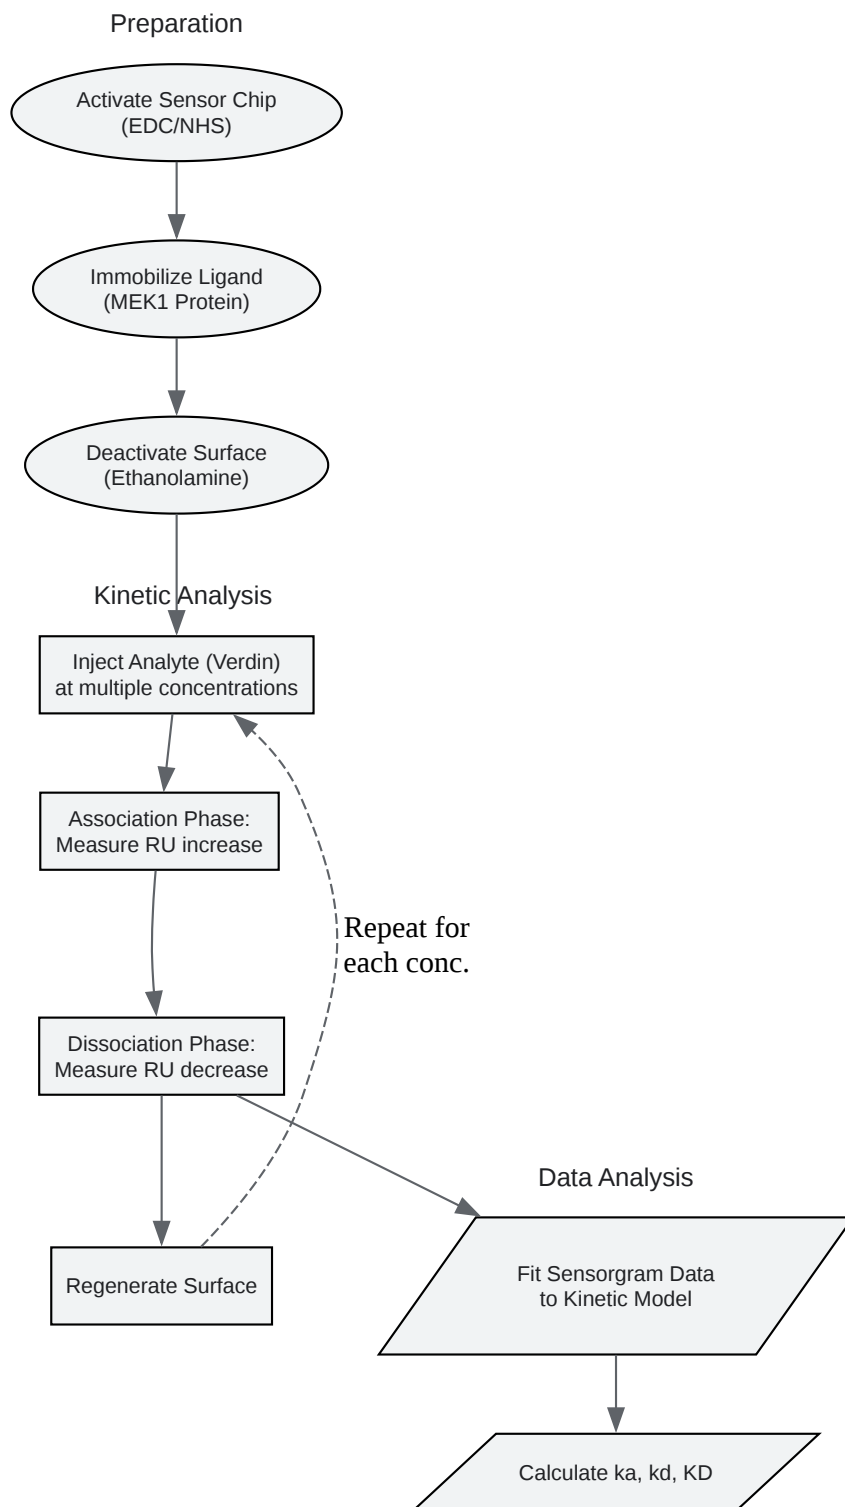 Preparation
Activate Sensor Chip
(EDC/NHS)
Immobilize Ligand
(MEK1 Protein)
Deactivate Surface
(Ethanolamine)
Kinetic Analysis
Inject Analyte (Verdin)
at multiple concentrations
Association Phase:
Measure RU increase
Repeat for
each conc.
Dissociation Phase:
Measure RU decrease
Data Analysis
Regenerate Surface
Fit Sensorgram Data
to Kinetic Model
Calculate ka, kd, KD